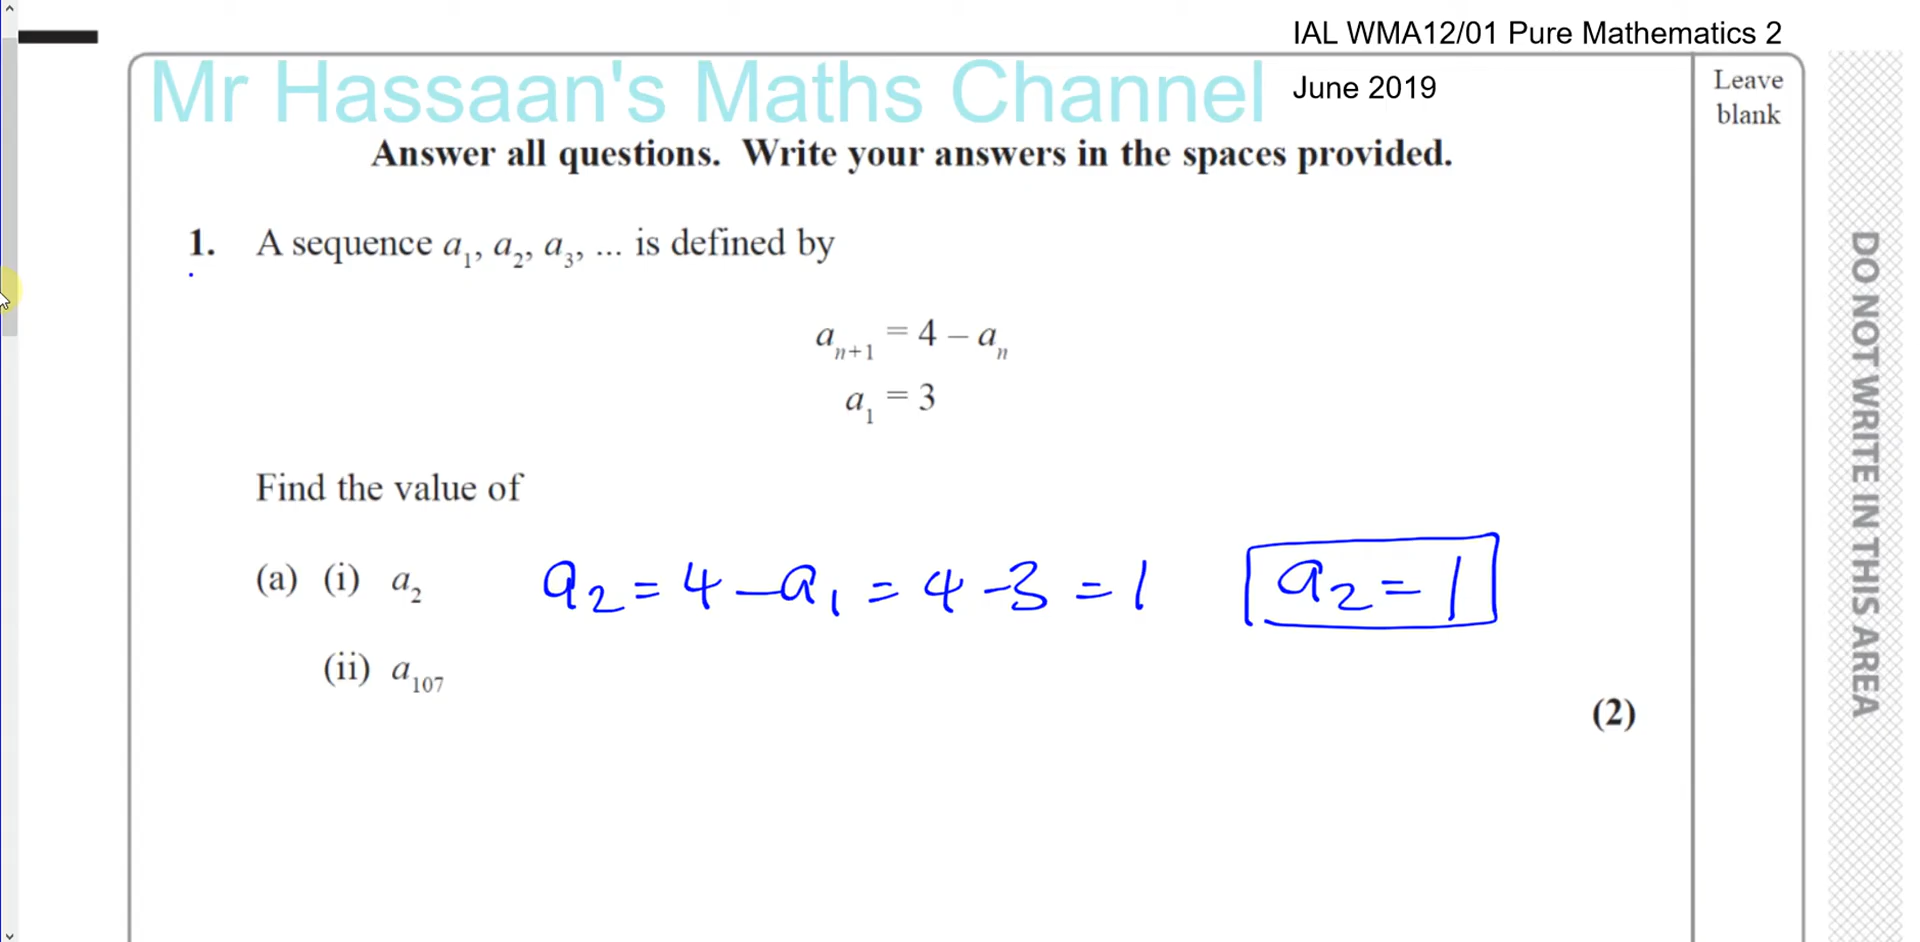 IAL WMA12/01 Pure Mathematics 2
Mr Hassaan's Maths Channel
June 2019
Leave
blank
Answer all questions. Write your answers in the spaces provided.
1. A sequence a₁, a₂, a₃, ... is defined by
aₙ₊₁ = 4 – aₙ
a₁ = 3
Find the value of
(a) (i) a₂ a₂ = 4 – a₁ = 4 - 3 = 1 a₂ = 1
(ii) a₁₀₇
(2)
DO NOT WRITE IN THIS AREA